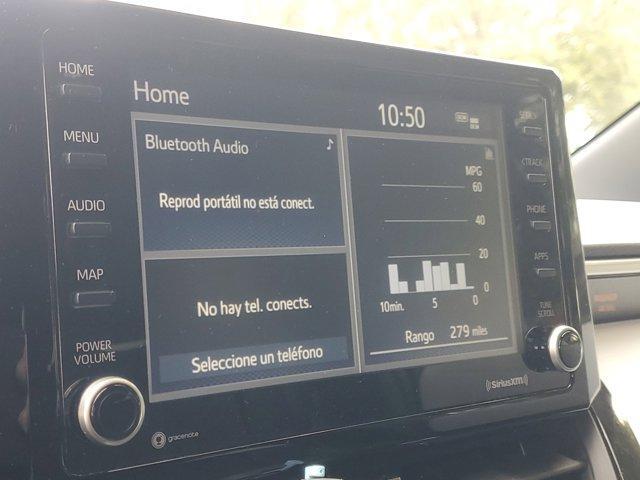 HOME
MENU
AUDIO
MAP
POWER
VOLUME
gracenote
Home
10:50
Bluetooth Audio
Reprod portátil no está conect.
No hay tel. conects.
Seleccione un teléfono
MPG
60
40
20
0
10min. 5 0
Rango 279 miles
SEEK
TRACK
PHONE
APPS
TUNE
SCROLL
SiriusXM